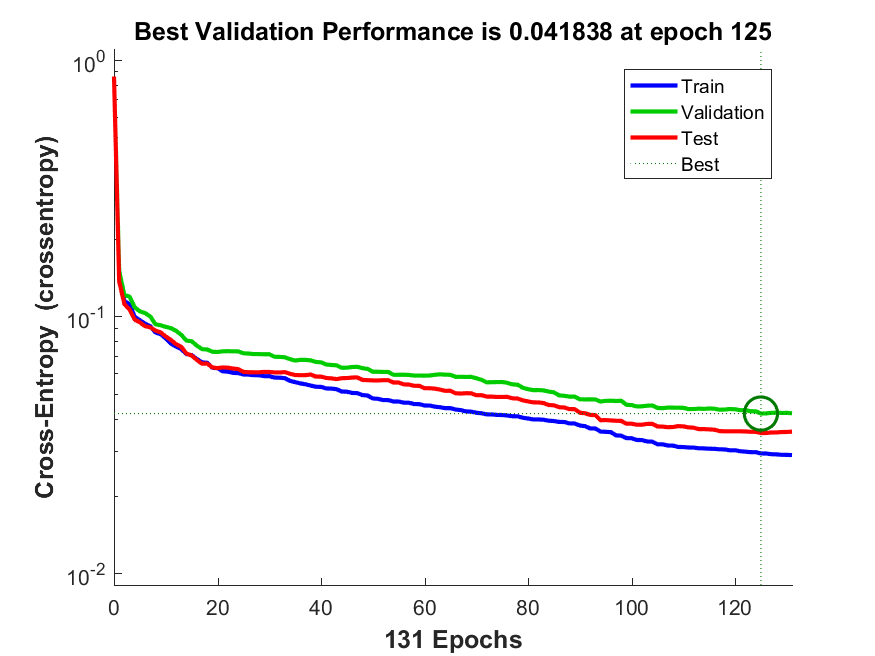 Best Validation Performance is 0.041838 at epoch 125
Cross-Entropy (crossentropy)
10^0
10^-1
10^-2
Train
Validation
Test
Best
0 20 40 60 80 100 120
131 Epochs